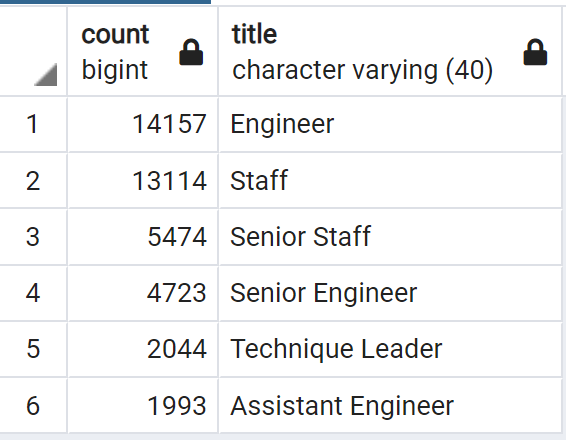 count title
bigint character varying (40)
1 14157 Engineer
2 13114 Staff
3 5474 Senior Staff
4 4723 Senior Engineer
5 2044 Technique Leader
6 1993 Assistant Engineer